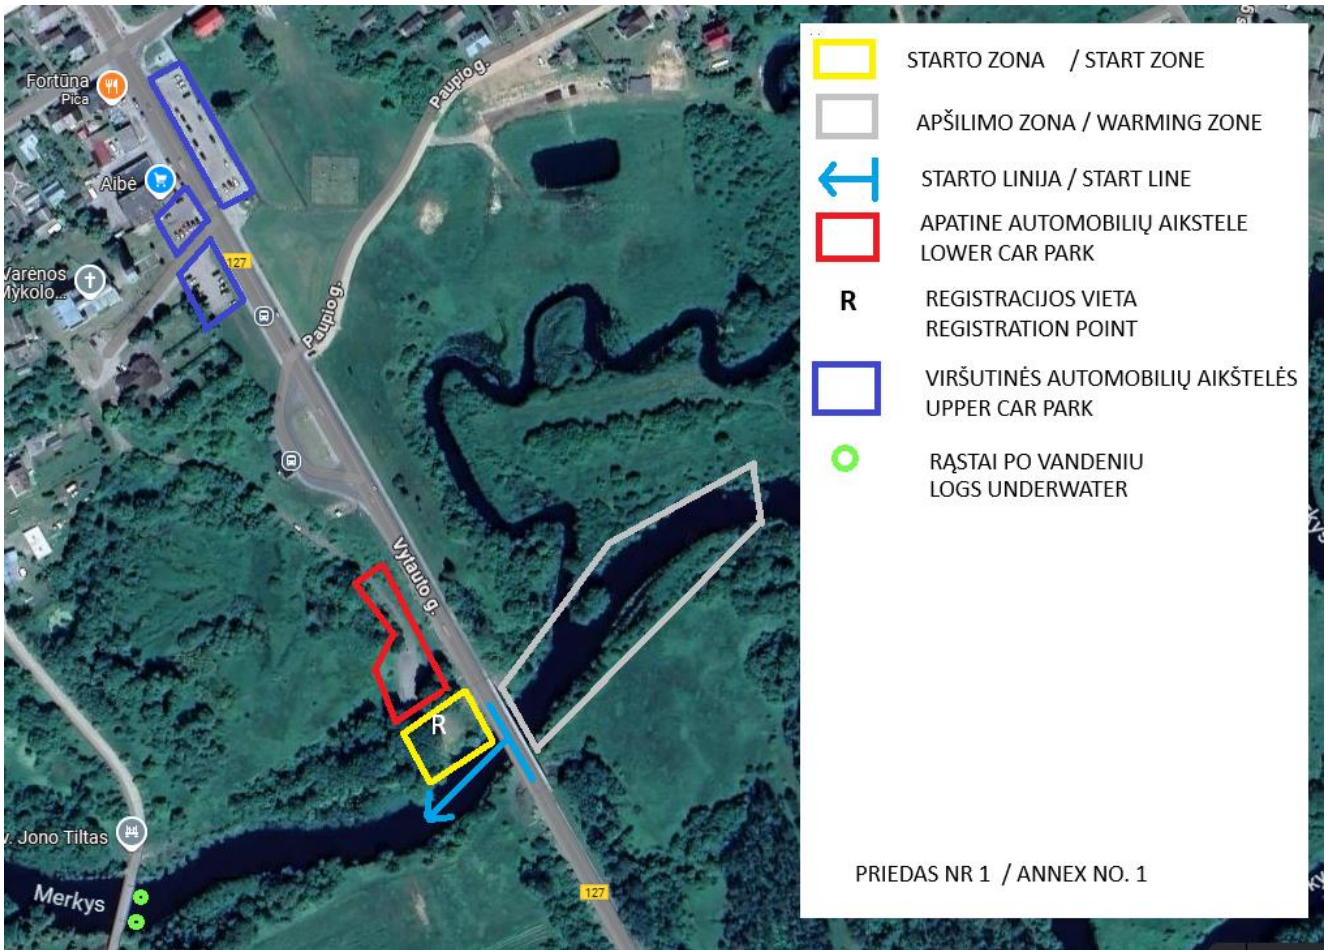 Fortūna
Pica
Aibė
127
Varėnos
Mykolo...
Paupio g.
Paupio g.
Vytauto g.
R
v. Jono Tiltas
Merkys
127
STARTO ZONA / START ZONE
APŠILIMO ZONA / WARMING ZONE
STARTO LINIJA / START LINE
APATINE AUTOMOBILIŲ AIKSTELE
LOWER CAR PARK
R REGISTRACIJOS VIETA
REGISTRATION POINT
VIRŠUTINĖS AUTOMOBILIŲ AIKŠTELĖS
UPPER CAR PARK
RĄSTAI PO VANDENIU
LOGS UNDERWATER
PRIEDAS NR 1 / ANNEX NO. 1